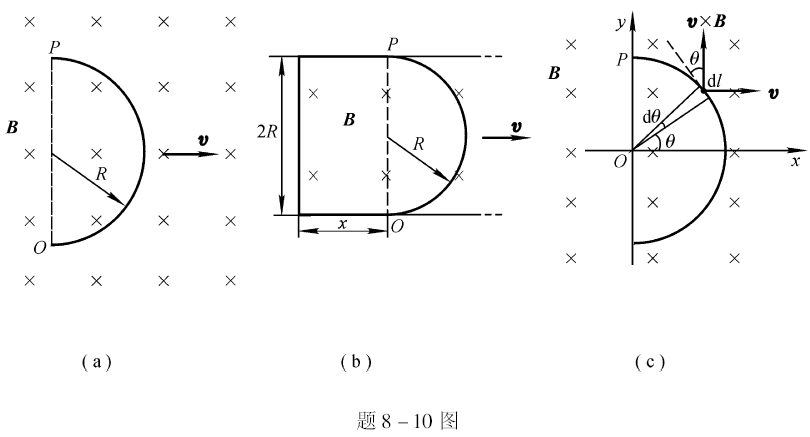 P
B
R
v
O
(a)
P
2R
B
R
v
x
O
(b)
y
v×B
P
θ
dl
B
v
dθ
θ
O
x
(c)
题 8-10 图